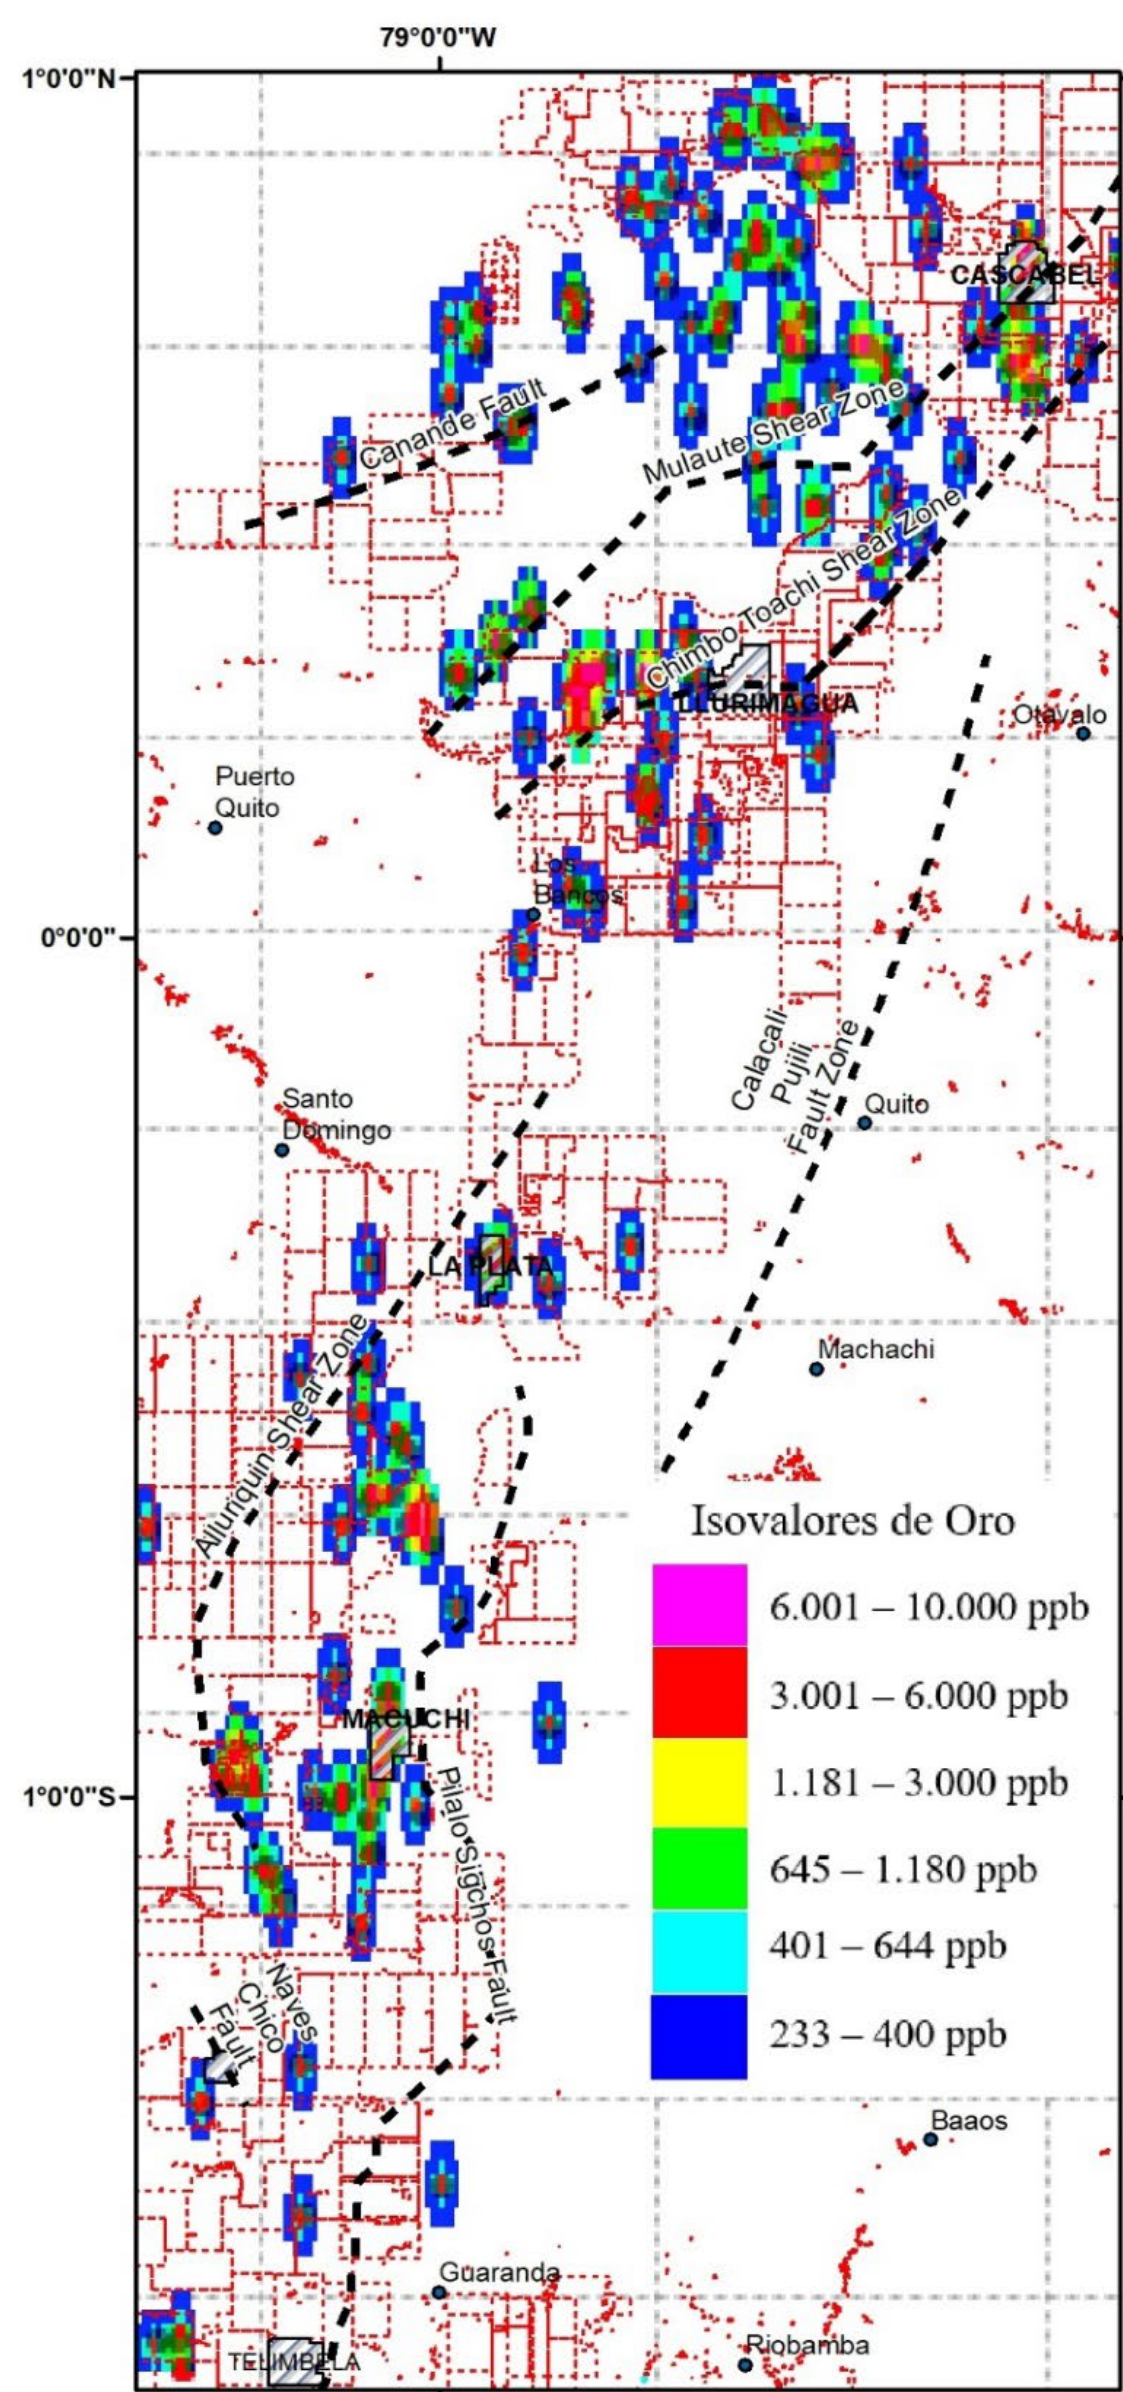 79°0'0"W
1°0'0"N
CASCABEL
Canande Fault
Mulaute Shear Zone
Chimbo Toachi Shear Zone
LLURIMAGUA
Otavalo
Puerto
Quito
Los
Bancos
0°0'0"
Calacali
Pujili
Fault Zone
Quito
Santo
Domingo
LA PLATA
Machachi
Alluriquin Shear Zone
Isovalores de Oro
6.001 – 10.000 ppb
3.001 – 6.000 ppb
1.181 – 3.000 ppb
645 – 1.180 ppb
401 – 644 ppb
233 – 400 ppb
MACUCHI
1°0'0"S
Pilalo Sigchos Fault
Naves
Chico
Fault
Baaos
Guaranda
Riobamba
TELIMBELA